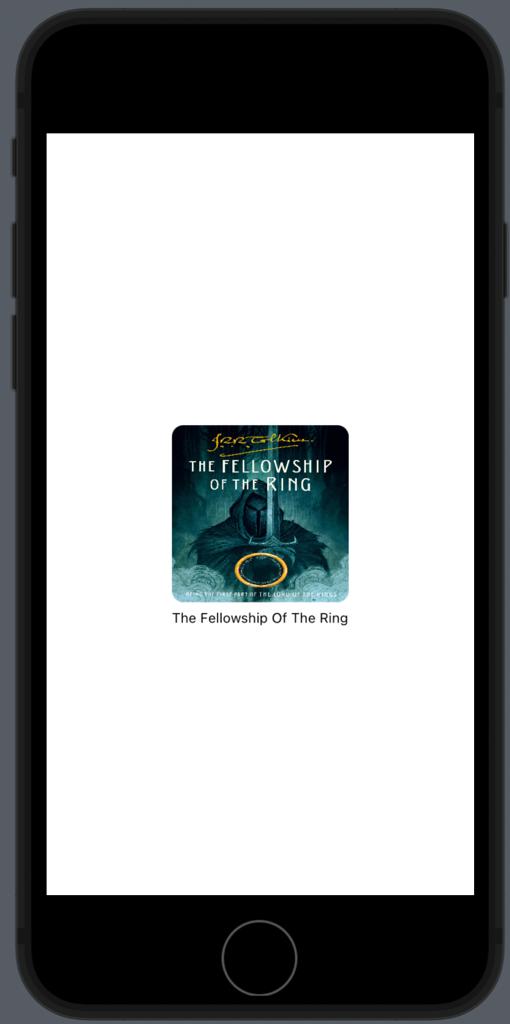 J.R.R. Tolkien
THE FELLOWSHIP
OF THE RING
BEING THE FIRST PART OF THE LORD OF THE RINGS
The Fellowship Of The Ring